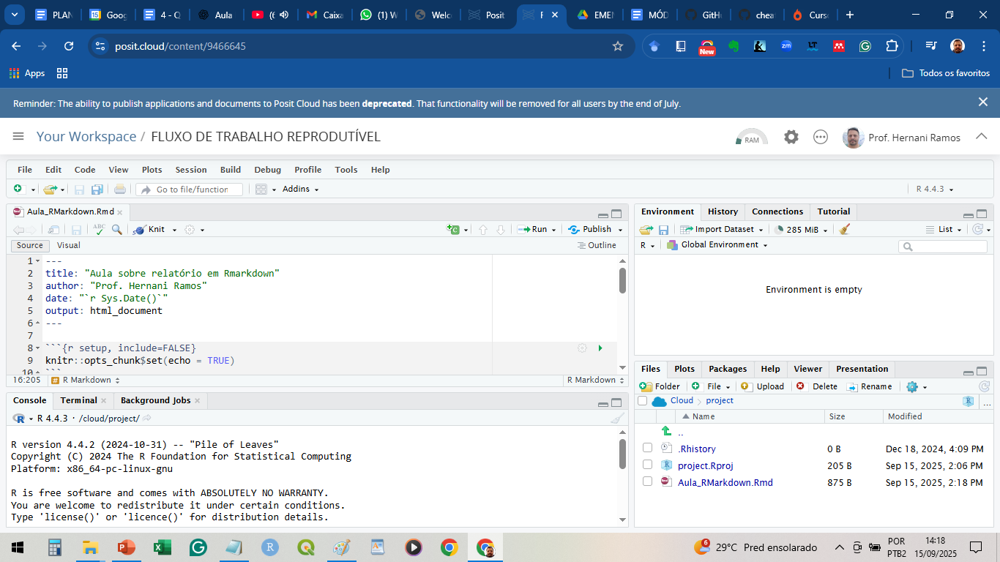 PLAN
Goog
4 - Q
Aula
(6
Caixa
(1) W
Welc
Posit
F
EMEN
MÓD
GitHu
chea
Curso
posit.cloud/content/9466645
New
zm
LT
Apps
Todos os favoritos
Reminder: The ability to publish applications and documents to Posit Cloud has been deprecated. That functionality will be removed for all users by the end of July.
Your Workspace / FLUXO DE TRABALHO REPRODUTÍVEL
RAM
Prof. Hernani Ramos
File Edit Code View Plots Session Build Debug Profile Tools Help
Go to file/function
Addins
R 4.4.3
Aula_RMarkdown.Rmd
ABC
Knit
Run
Publish
Source
Visual
Outline
1 ---
2 title: "Aula sobre relatório em Rmarkdown"
3 author: "Prof. Hernani Ramos"
4 date: "`r Sys.Date()`"
5 output: html_document
6 ---
7
8 ```{r setup, include=FALSE}
9 knitr::opts_chunk$set(echo = TRUE)
10 ```
16:205
R Markdown
R Markdown
Console
Terminal
Background Jobs
R 4.4.3 · /cloud/project/
R version 4.4.2 (2024-10-31) -- "Pile of Leaves"
Copyright (C) 2024 The R Foundation for Statistical Computing
Platform: x86_64-pc-linux-gnu
R is free software and comes with ABSOLUTELY NO WARRANTY.
You are welcome to redistribute it under certain conditions.
Type 'license()' or 'licence()' for distribution details.
Environment
History
Connections
Tutorial
Import Dataset
285 MiB
List
R
Global Environment
Environment is empty
Files
Plots
Packages
Help
Viewer
Presentation
Folder
File
Upload
Delete
Rename
Cloud
project
...
Name
Size
Modified
..
.Rhistory 0 B Dec 18, 2024, 4:09 PM
project.Rproj 205 B Sep 15, 2025, 2:06 PM
Aula_RMarkdown.Rmd 875 B Sep 15, 2025, 2:18 PM
6
29°C Pred ensolarado
POR
PTB2
14:18
15/09/2025